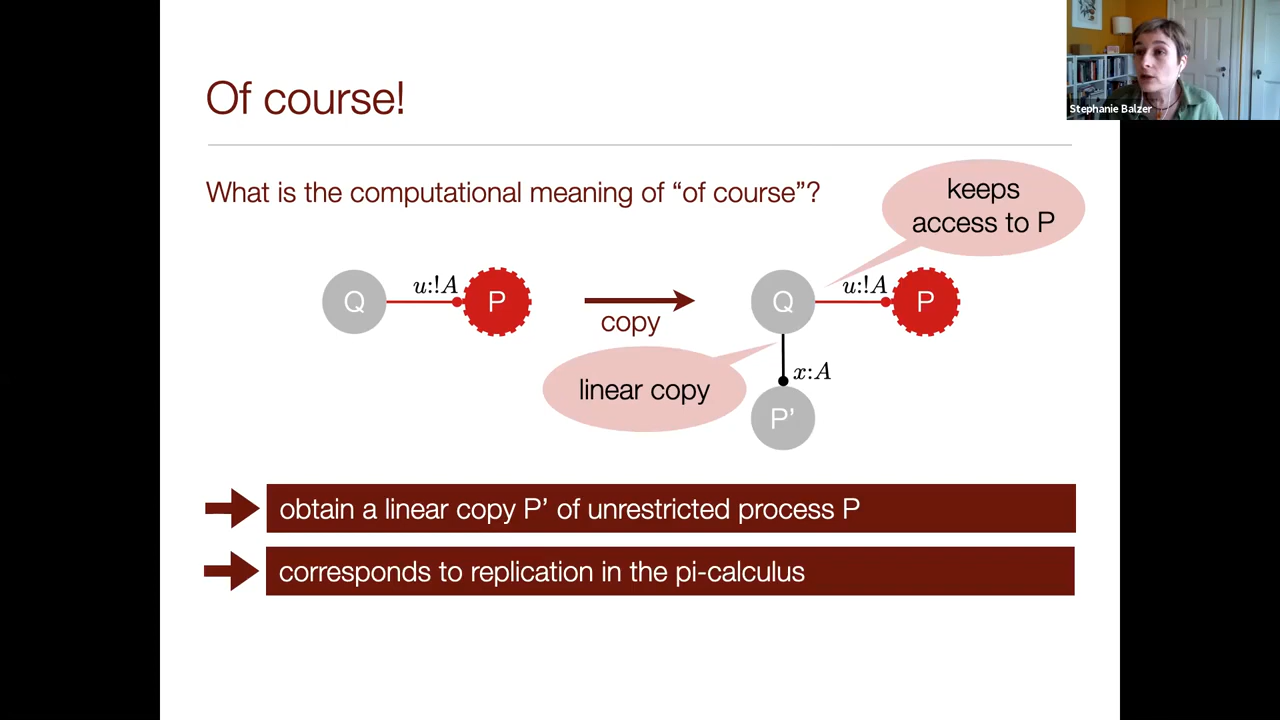 Of course!
Stephanie Balzer
What is the computational meaning of “of course”?
keeps
access to P
Q
u:!A
P
copy
Q
u:!A
P
linear copy
x:A
P’
obtain a linear copy P’ of unrestricted process P
corresponds to replication in the pi-calculus